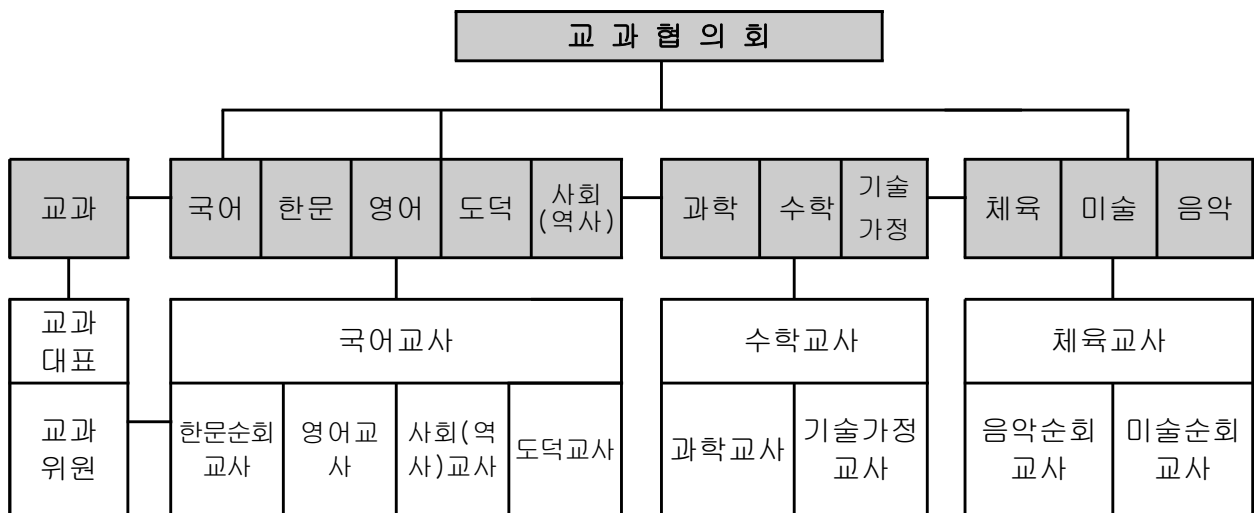 교 과 협 의 회
교과
국어
한문
영어
도덕
사회
(역사)
과학
수학
기술
가정
체육
미술
음악
교과
대표
국어교사
수학교사
체육교사
교과
위원
한문순회
교사
영어교
사
사회(역
사)교사
도덕교사
과학교사
기술가정
교사
음악순회
교사
미술순회
교사